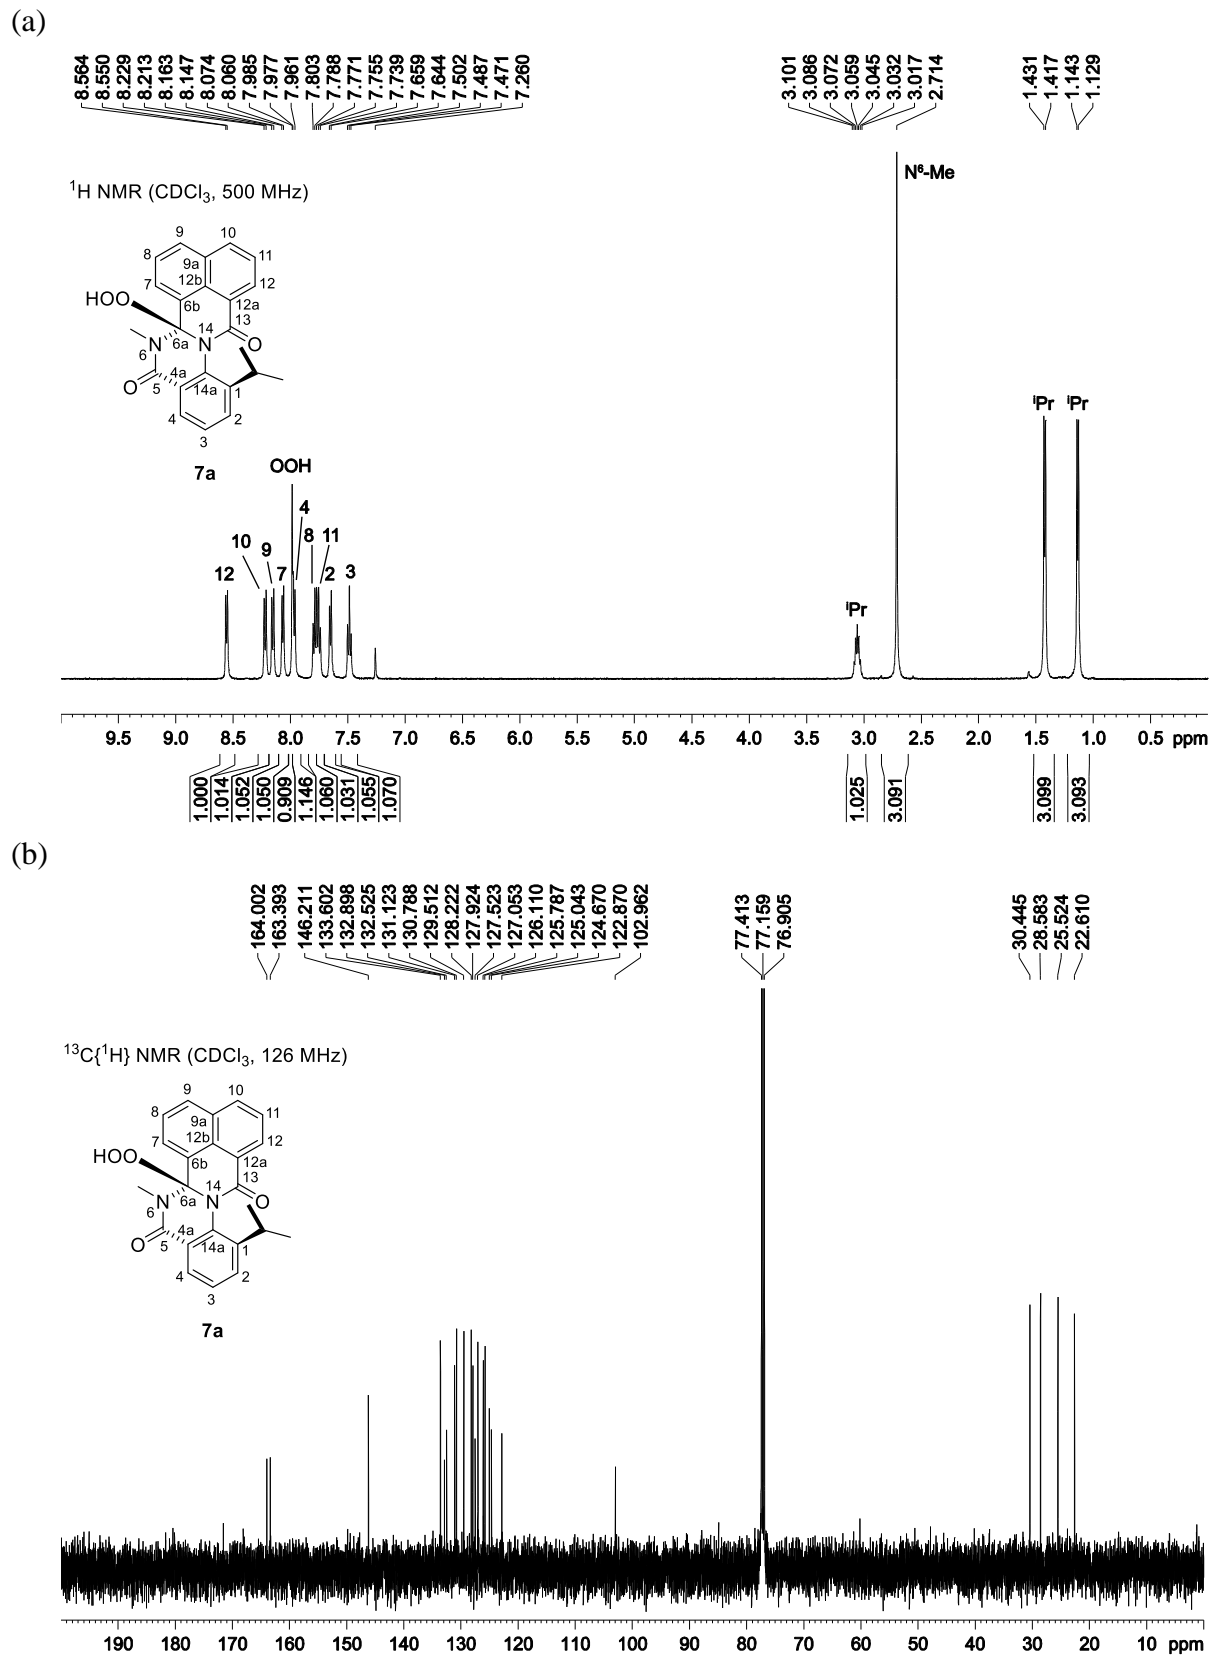 (a)
8.564 8.550 8.229 8.213 8.163 8.147 8.074 8.060 7.985 7.977 7.961 7.803 7.788 7.771 7.755 7.739 7.659 7.644 7.502 7.487 7.471 7.260 3.101 3.086 3.072 3.059 3.045 3.032 3.017 2.714 1.431 1.417 1.143 1.129
N⁶-Me
¹H NMR (CDCl₃, 500 MHz)
9 10
8 9a 11
7 12b 12
HOO 6b 12a
14 13
N 6a N O
6
O 5 4a 14a 1
4 2
3
7a
ⁱPr ⁱPr
OOH
4
10 9 8 11
12 7 2 3
ⁱPr
9.5 9.0 8.5 8.0 7.5 7.0 6.5 6.0 5.5 5.0 4.5 4.0 3.5 3.0 2.5 2.0 1.5 1.0 0.5 ppm
1.000 1.014 1.052 1.050 0.909 1.146 1.060 1.031 1.055 1.070 1.025 3.091 3.099 3.093
(b)
164.002 163.393 146.211 133.602 132.898 132.525 131.123 130.788 129.512 128.222 127.924 127.523 127.053 126.110 125.787 125.043 124.670 122.870 102.962 77.413 77.159 76.905 30.445 28.583 25.524 22.610
¹³C{¹H} NMR (CDCl₃, 126 MHz)
9 10
8 9a 11
7 12b 12
HOO 6b 12a
14 13
N 6a N O
6
O 5 4a 14a 1
4 2
3
7a
190 180 170 160 150 140 130 120 110 100 90 80 70 60 50 40 30 20 10 ppm